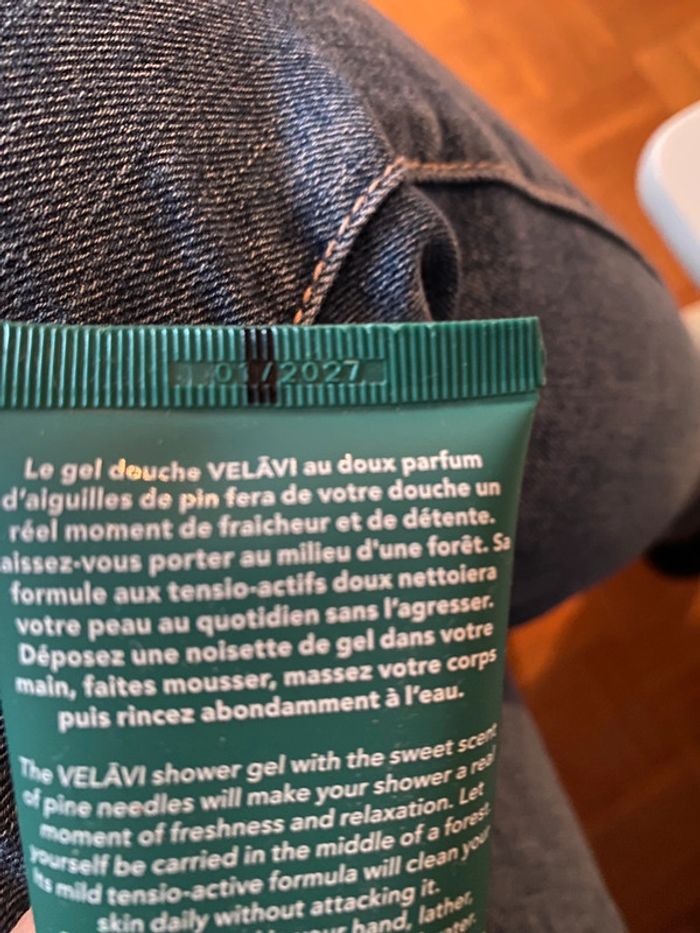 01/2027
Le gel douche VELĀVI au doux parfum
d'aiguilles de pin fera de votre douche un
réel moment de fraîcheur et de détente.
aissez-vous porter au milieu d'une forêt. Sa
formule aux tensio-actifs doux nettoiera
votre peau au quotidien sans l'agresser.
Déposez une noisette de gel dans votre
main, faites mousser, massez votre corps
puis rincez abondamment à l'eau.
The VELĀVI shower gel with the sweet scent
of pine needles will make your shower a real
moment of freshness and relaxation. Let
yourself be carried in the middle of a forest.
Its mild tensio-active formula will clean your
skin daily without attacking it.
your hand, lather,